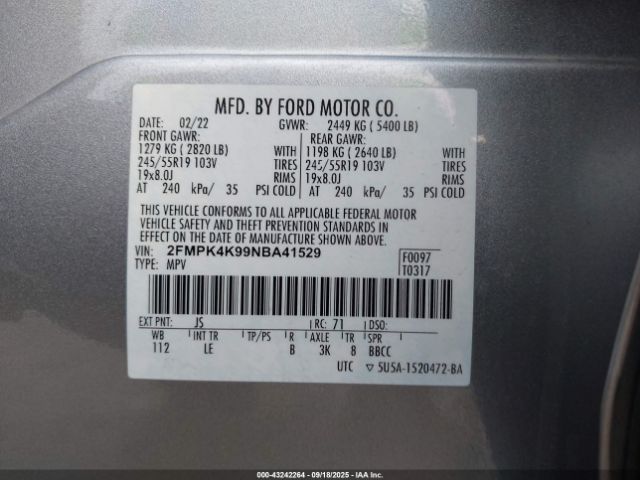 MFD. BY FORD MOTOR CO.
DATE: 02/22 GVWR: 2449 KG ( 5400 LB)
FRONT GAWR: REAR GAWR:
1279 KG ( 2820 LB) WITH 1198 KG ( 2640 LB) WITH
245/55R19 103V TIRES 245/55R19 103V TIRES
19x8.0J RIMS 19x8.0J RIMS
AT 240 kPa/ 35 PSI COLD AT 240 kPa/ 35 PSI COLD
THIS VEHICLE CONFORMS TO ALL APPLICABLE FEDERAL MOTOR
VEHICLE SAFETY AND THEFT PREVENTION STANDARDS IN
EFFECT ON THE DATE OF MANUFACTURE SHOWN ABOVE.
VIN: 2FMPK4K99NBA41529 F0097
TYPE: MPV T0317
EXT PNT: JS RC: 71 DSO:
WB INT TR TP/PS R AXLE TR SPR
112 LE B 3K 8 BBCC
UTC ▽ 5U5A-1520472-BA
000-43242264 - 09/18/2025 - IAAI, Inc.